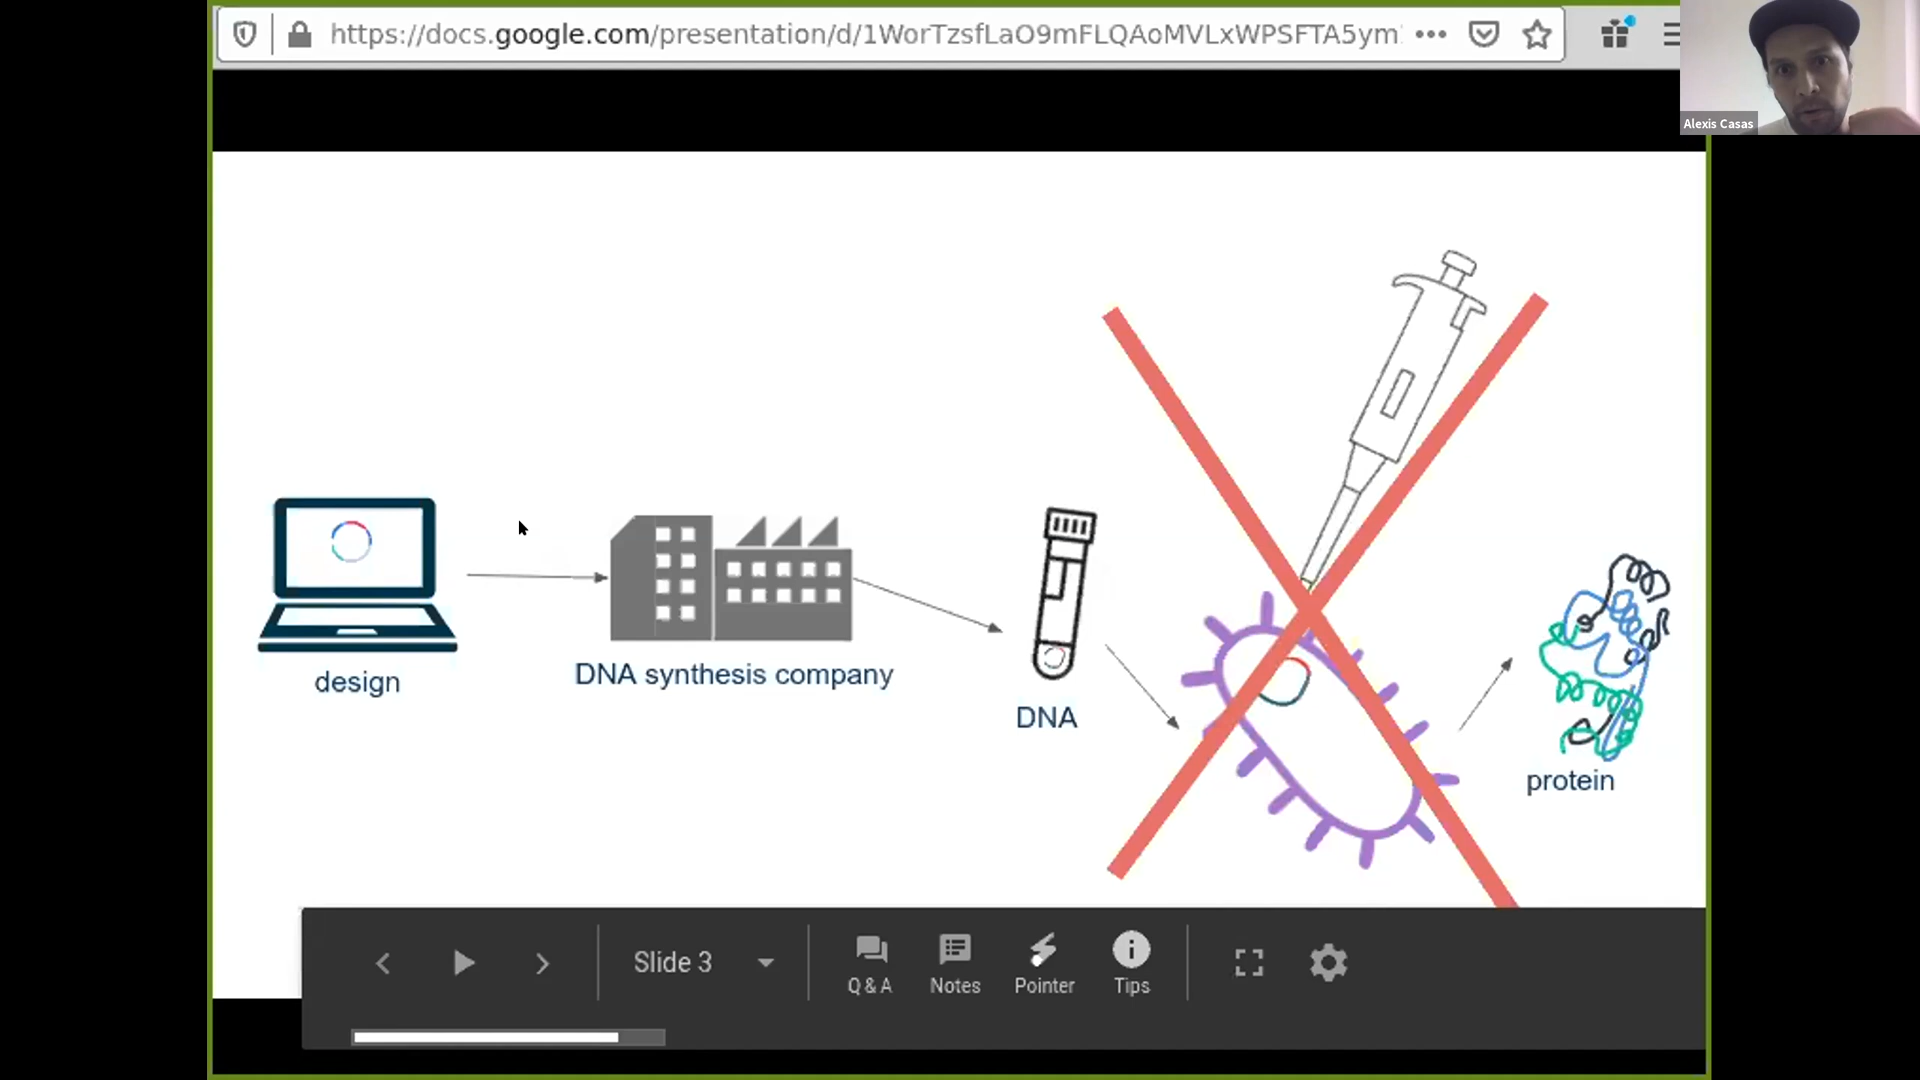 https://docs.google.com/presentation/d/1WorTzsfLaO9mFLQAoMVLxWPSFTA5ym
Alexis Casas
design
DNA synthesis company
DNA
protein
Slide 3
Q & A
Notes
Pointer
Tips